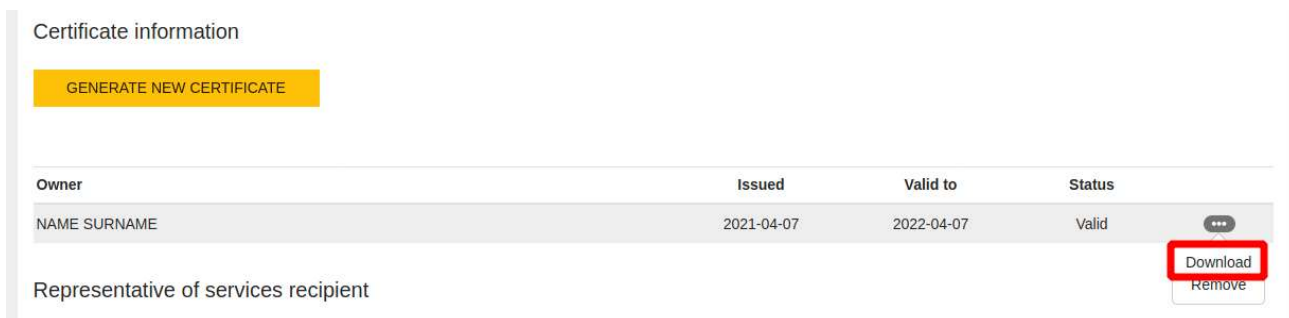 Certificate information
GENERATE NEW CERTIFICATE
Owner Issued Valid to Status
NAME SURNAME 2021-04-07 2022-04-07 Valid
Download
Remove
Representative of services recipient